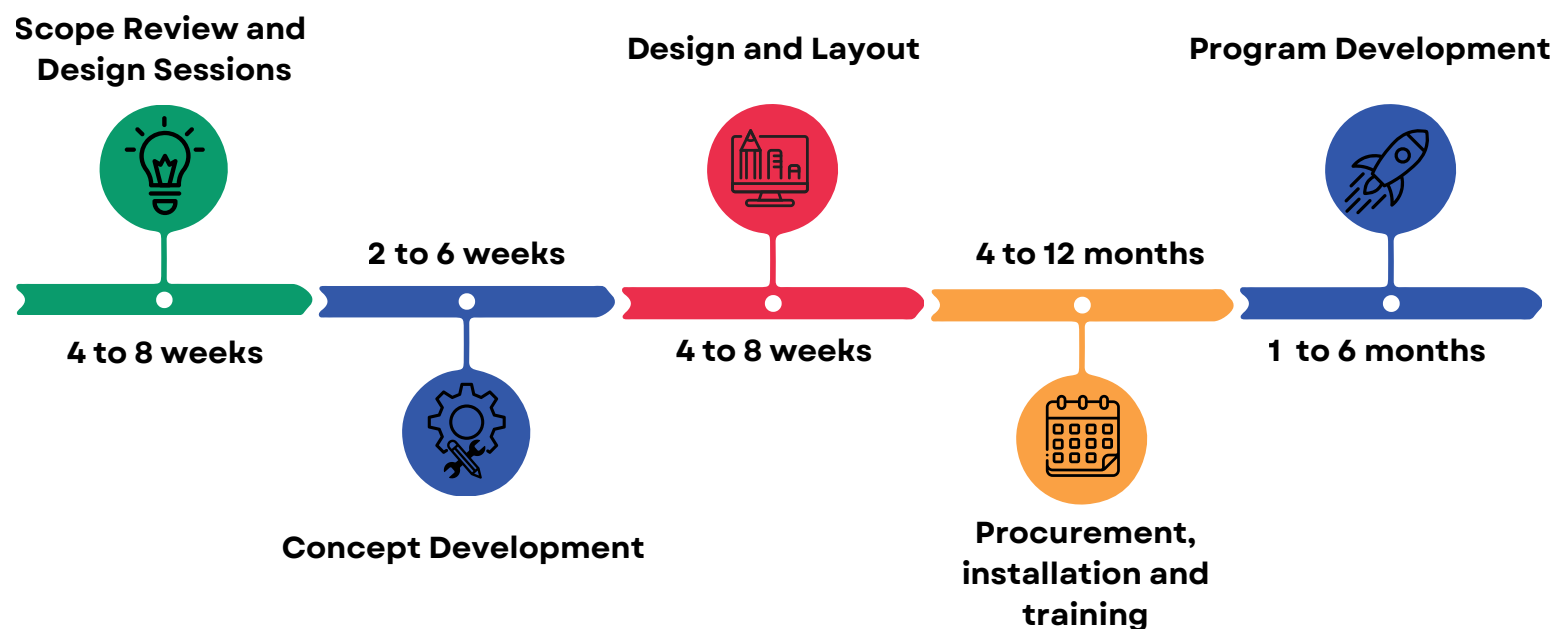 Scope Review and
Design Sessions
4 to 8 weeks
2 to 6 weeks
Concept Development
Design and Layout
4 to 8 weeks
4 to 12 months
Procurement,
installation and
training
Program Development
1 to 6 months